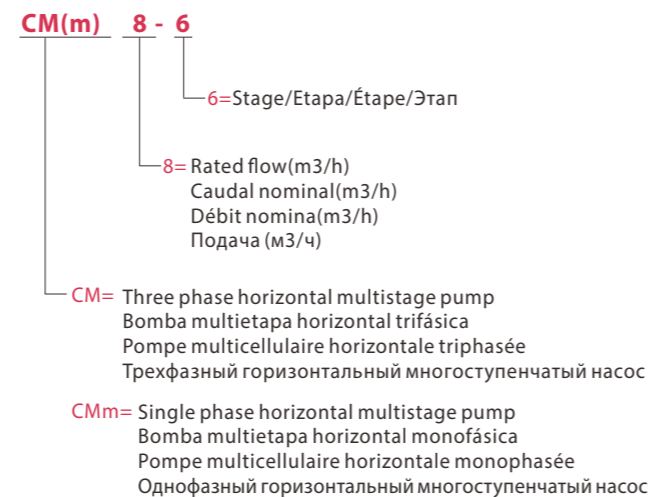 CM(m) 8 - 6
6=Stage/Etapa/Étape/Этап
8= Rated flow(m3/h)
Caudal nominal(m3/h)
Débit nomina(m3/h)
Подача (м3/ч)
CM= Three phase horizontal multistage pump
Bomba multietapa horizontal trifásica
Pompe multicellulaire horizontale triphasée
Трехфазный горизонтальный многоступенчатый насос
CMm= Single phase horizontal multistage pump
Bomba multietapa horizontal monofásica
Pompe multicellulaire horizontale monophasée
Однофазный горизонтальный многоступенчатый насос